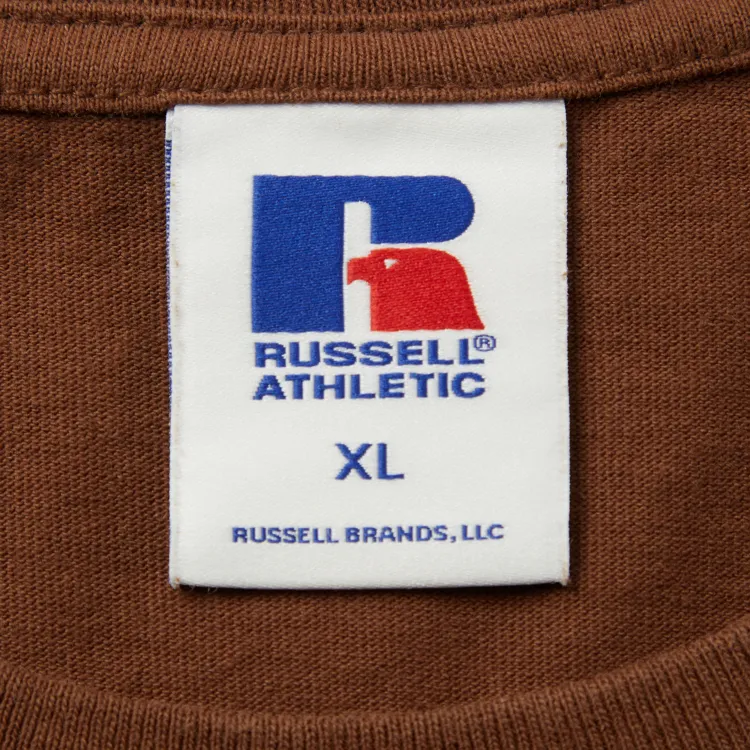 RUSSELL®
ATHLETIC
XL
RUSSELL BRANDS, LLC